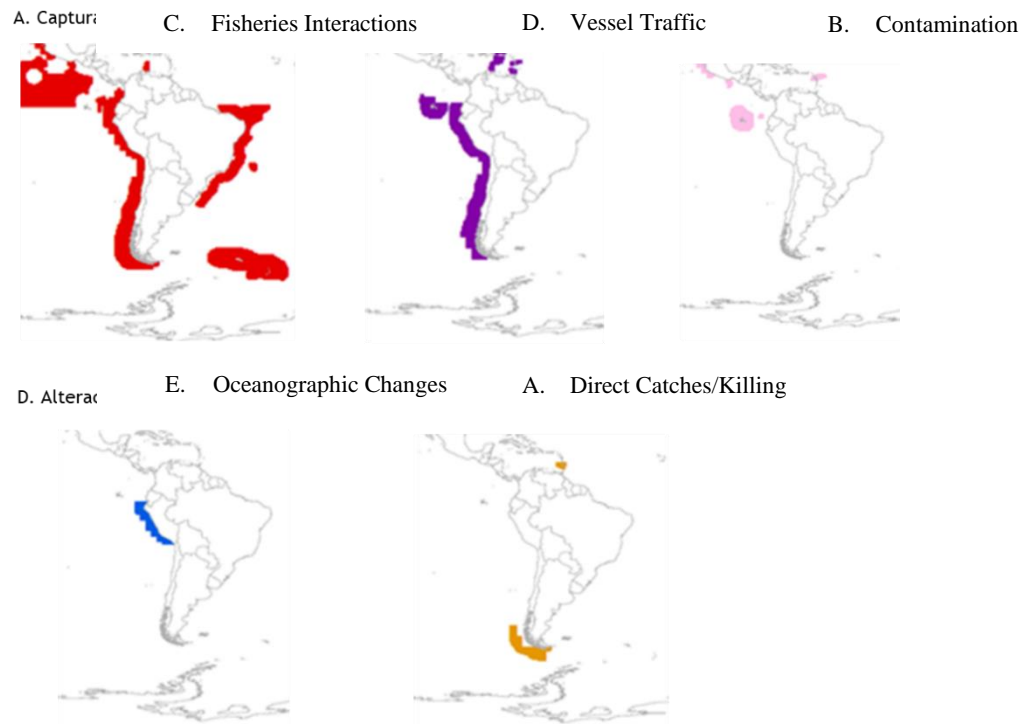 A. Captura
C. Fisheries Interactions
D. Vessel Traffic
B. Contamination
D. Alterac
E. Oceanographic Changes
A. Direct Catches/Killing